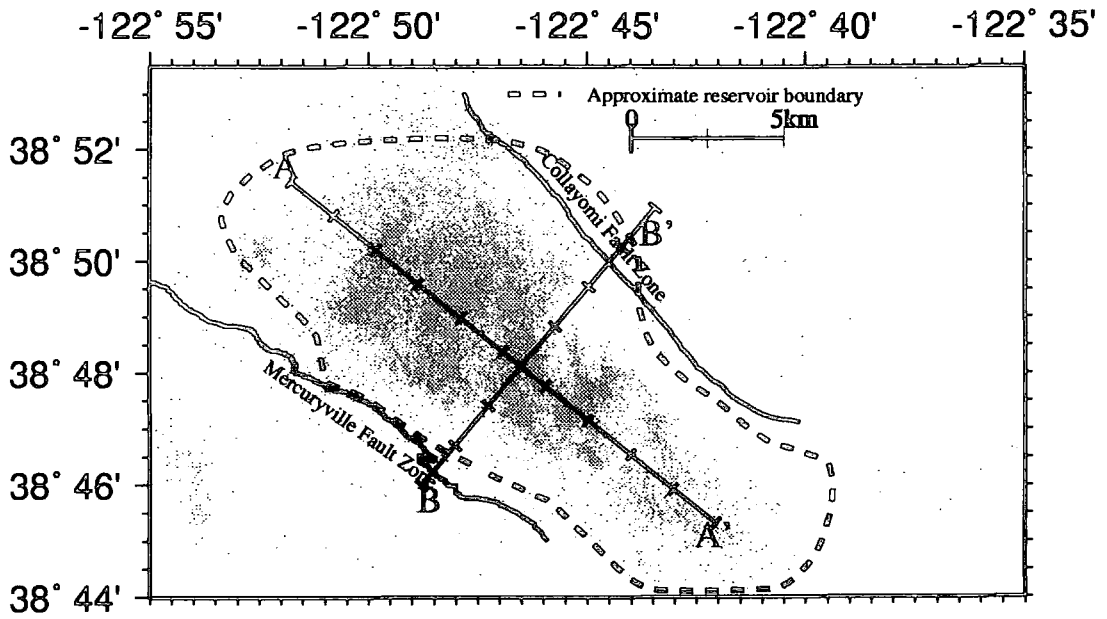 -122° 55' -122° 50' -122° 45' -122° 40' -122° 35'
Approximate reservoir boundary
0 5km
38° 52'
A
Collayomi Fault Zone
B'
38° 50'
38° 48'
Mercuryville Fault Zone
38° 46'
B
A'
38° 44'